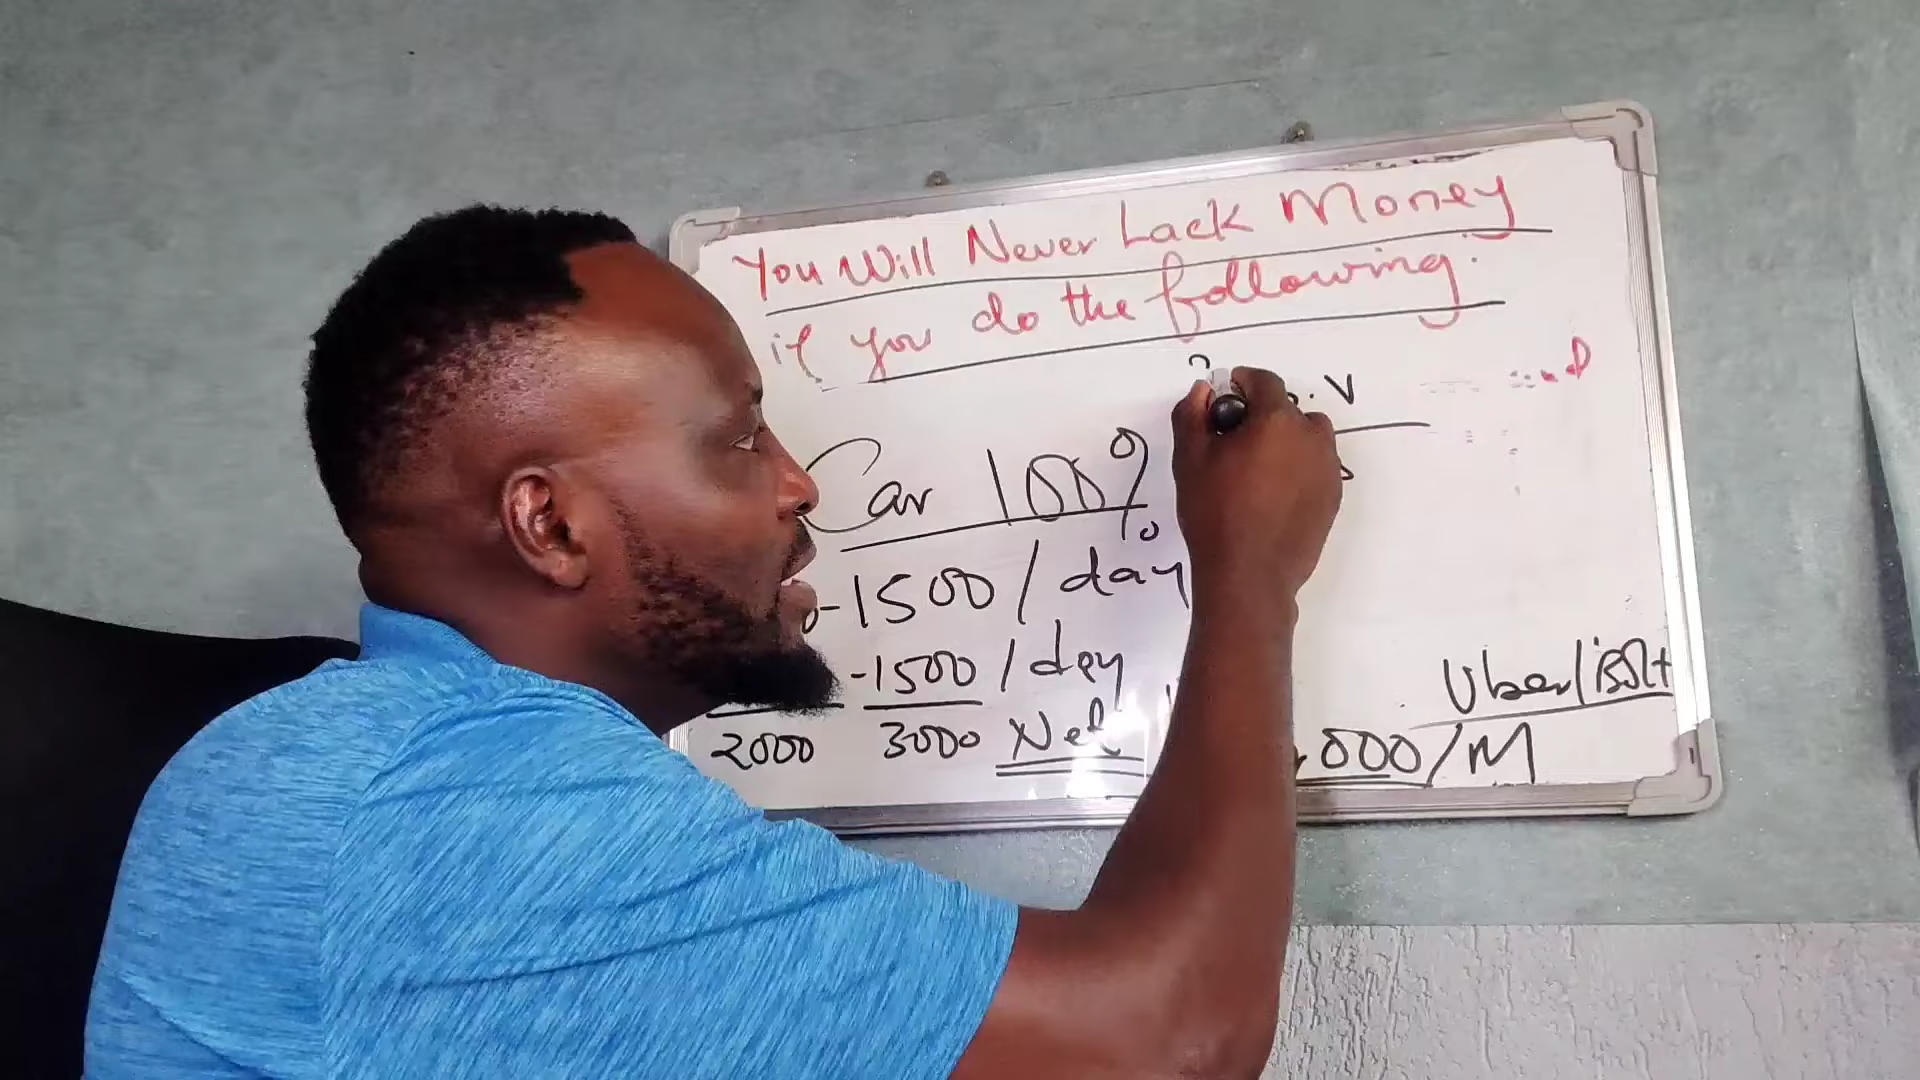 You Will Never Lack Money
if you do the following.
V
Car 100%
-1500/day
-1500/day
Uber/Bolt
2000 3000 Net 000/M